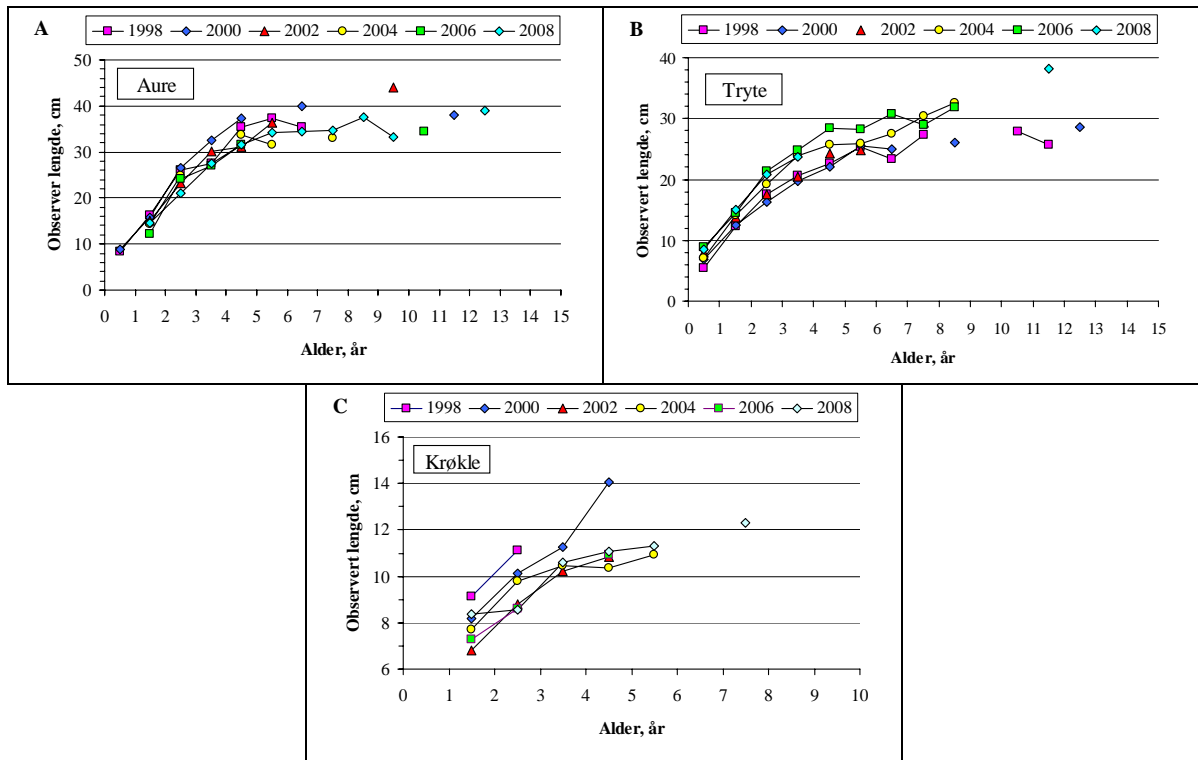 A
1998 2000 2002 2004 2006 2008
Aure
Observer lengde, cm
50
40
30
20
10
0
0 1 2 3 4 5 6 7 8 9 10 11 12 13 14 15
Alder, år
B
1998 2000 2002 2004 2006 2008
Tryte
Observert lengde, cm
40
30
20
10
0
0 1 2 3 4 5 6 7 8 9 10 11 12 13 14 15
Alder, år
C
1998 2000 2002 2004 2006 2008
Krøkle
Observert lengde, cm
16
14
12
10
8
6
0 1 2 3 4 5 6 7 8 9 10
Alder, år